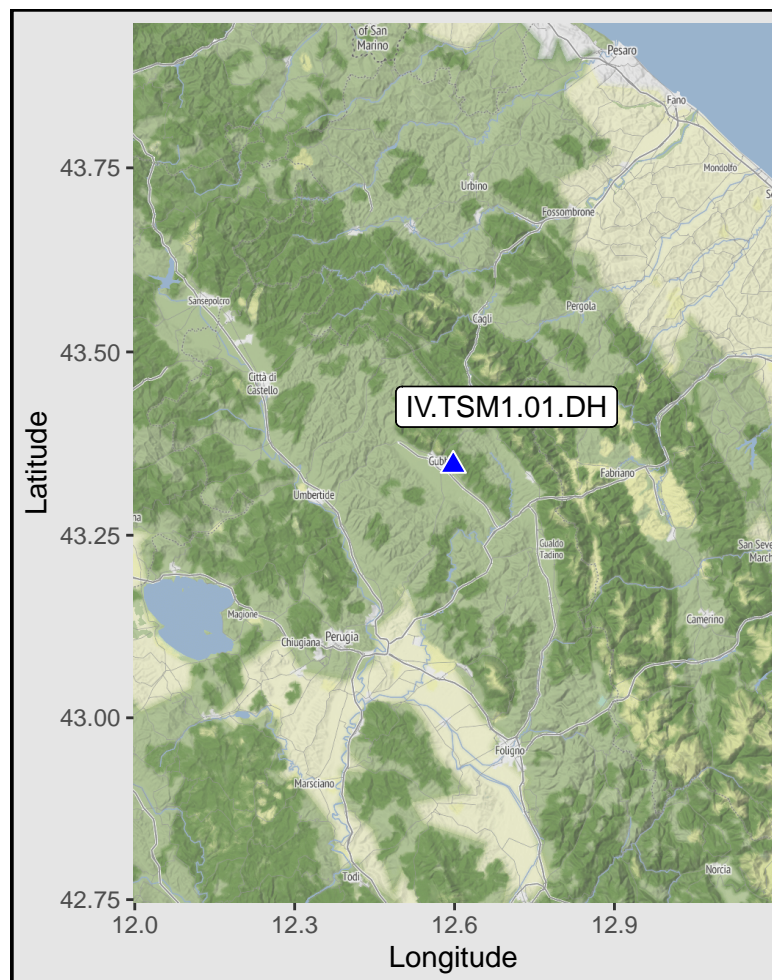 of San
Marino
Pesaro
Fano
43.75
Mondolfo
Urbino
Fossombrone
Sansepolcro
Pergola
Cagli
43.50
Città di
Castello
IV.TSM1.01.DH
Latitude
Fabriano
Umbertide
43.25
Gualdo
Tadino
San Seve
March
Magione
Camerino
Chiugiana
Perugia
43.00
Foligno
Marsciano
Norcia
Todi
42.75
12.0
12.3
12.6
12.9
Longitude